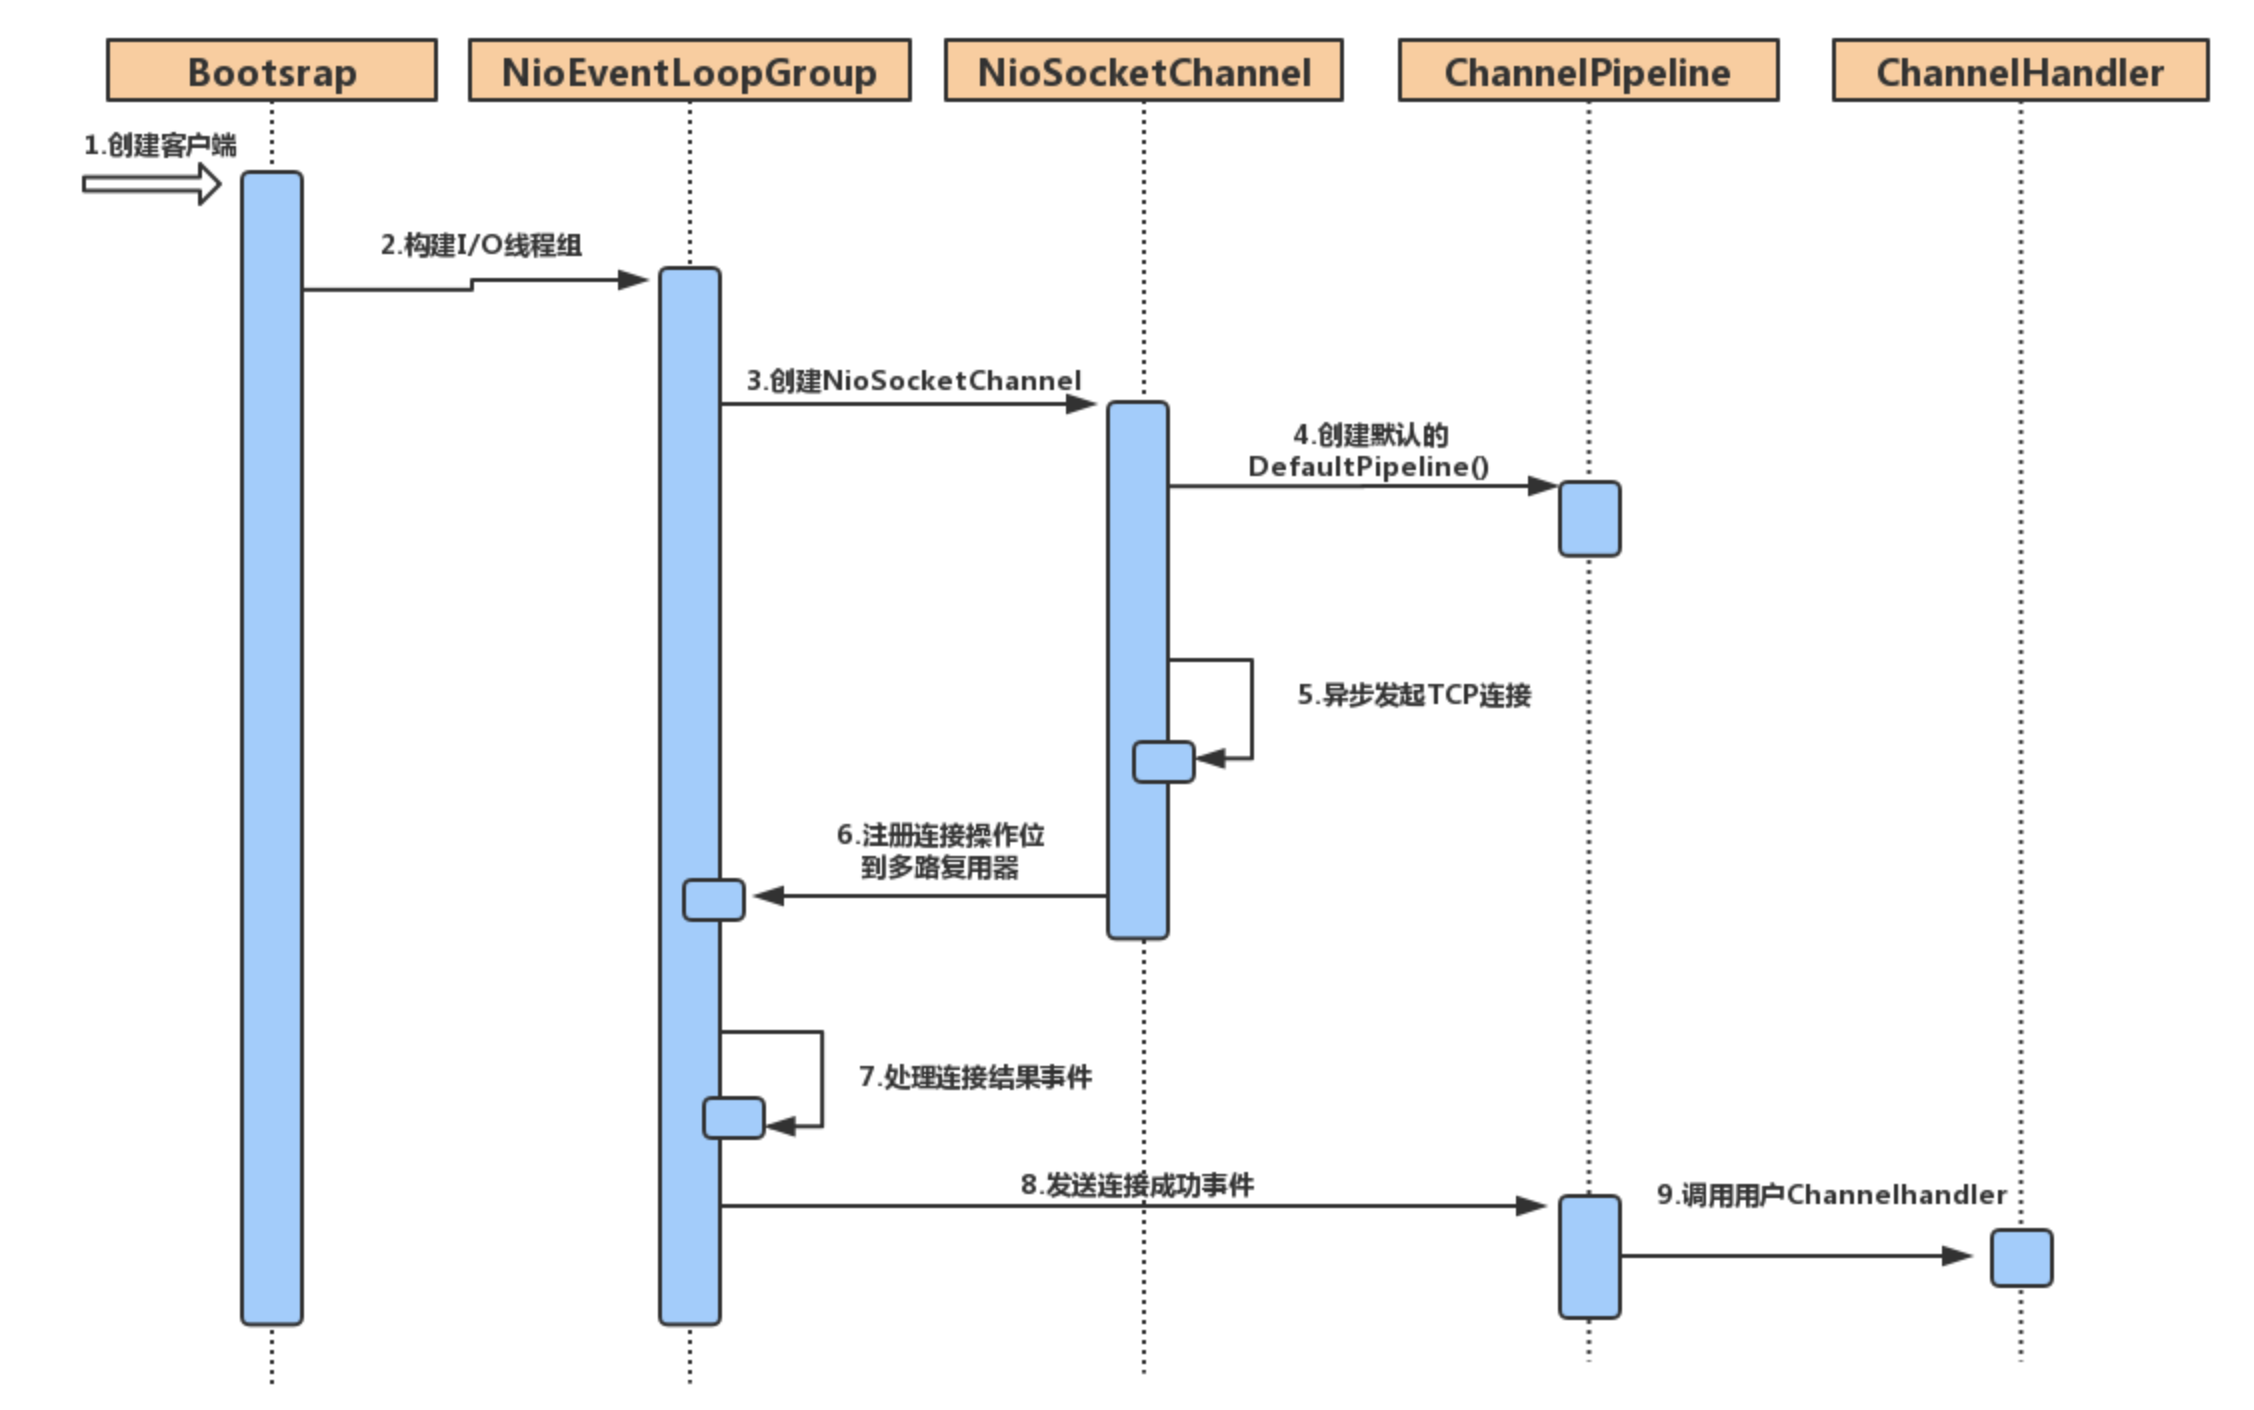 Bootsrap
NioEventLoopGroup
NioSocketChannel
ChannelPipeline
ChannelHandler
1.创建客户端
2.构建I/O线程组
3.创建NioSocketChannel
4.创建默认的
DefaultPipeline()
5.异步发起TCP连接
6.注册连接操作位
到多路复用器
7.处理连接结果事件
8.发送连接成功事件
9.调用用户Channelhandler